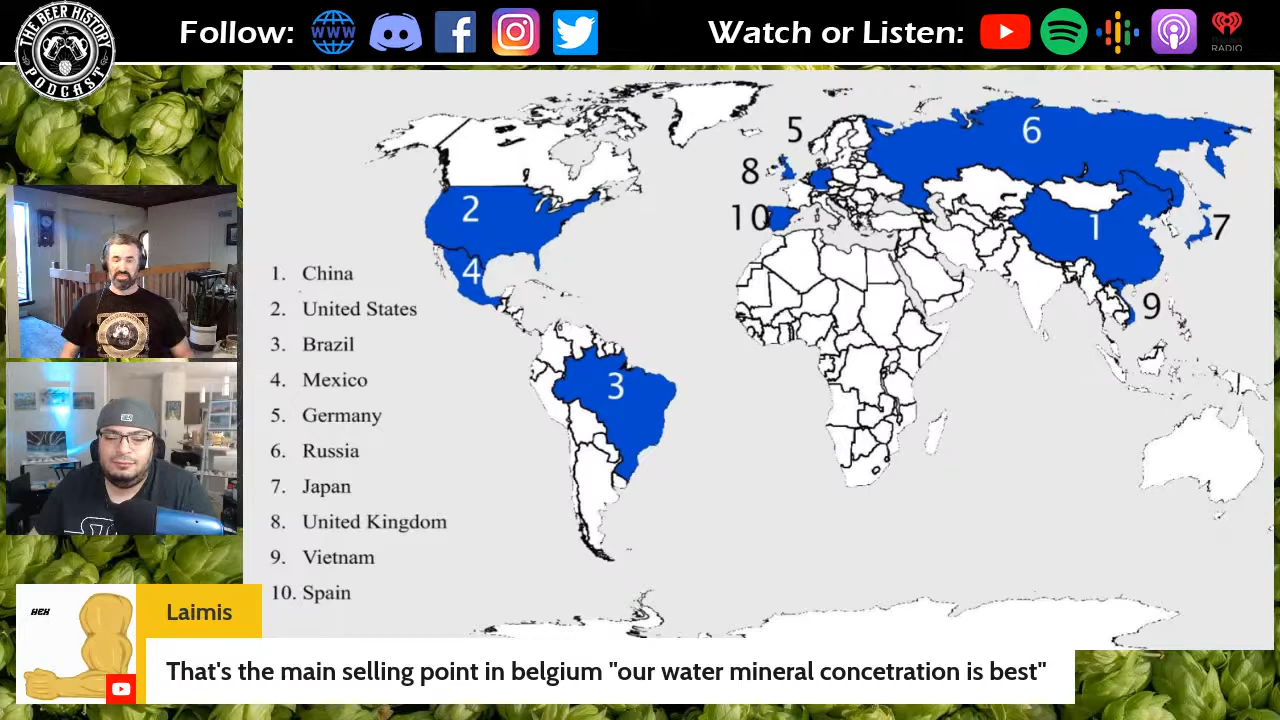 THE BEER HISTORY
PODCAST
Follow:
WWW
Watch or Listen:
RADIO
1. China
2. United States
3. Brazil
4. Mexico
5. Germany
6. Russia
7. Japan
8. United Kingdom
9. Vietnam
10. Spain
5
6
8
2
10
1
7
4
9
3
HEH
Laimis
That's the main selling point in belgium "our water mineral concetration is best"